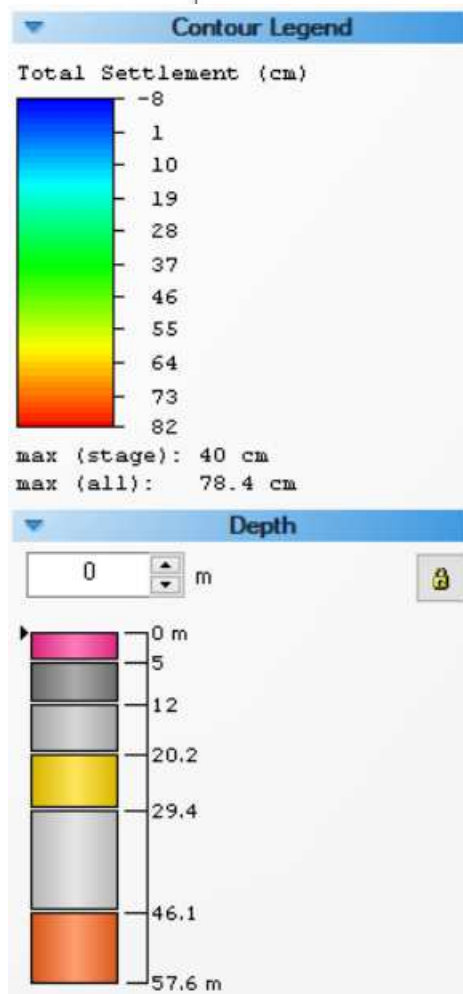 Contour Legend
Total Settlement (cm)
-8
1
10
19
28
37
46
55
64
73
82
max (stage): 40 cm
max (all): 78.4 cm
Depth
0 m
0 m
5
12
20.2
29.4
46.1
57.6 m